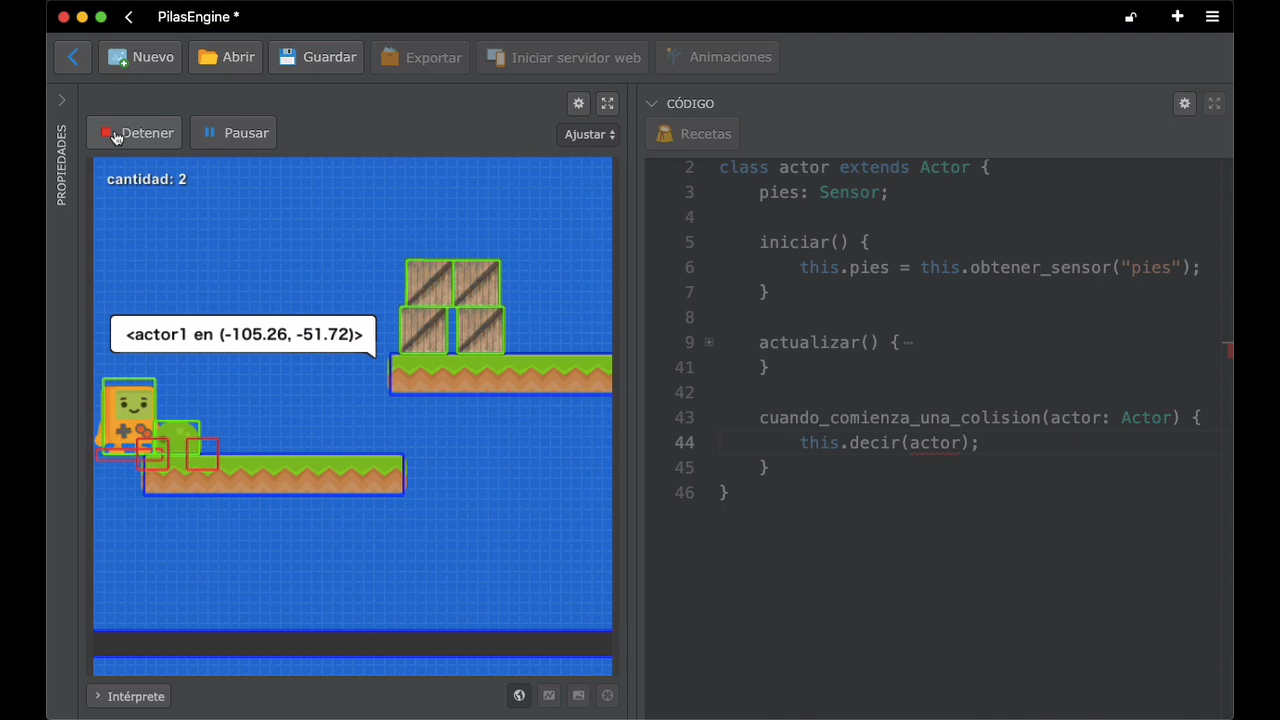 PilasEngine *
Nuevo
Abrir
Guardar
Exportar
Iniciar servidor web
Animaciones
PROPIEDADES
Detener
Pausar
Ajustar
cantidad: 2
<actor1 en (-105.26, -51.72)>
Intérprete
CÓDIGO
Recetas
2 class actor extends Actor {
3 pies: Sensor;
4
5 iniciar() {
6 this.pies = this.obtener_sensor("pies");
7 }
8
9 actualizar() {⋯
41 }
42
43 cuando_comienza_una_colision(actor: Actor) {
44 this.decir(actor);
45 }
46 }